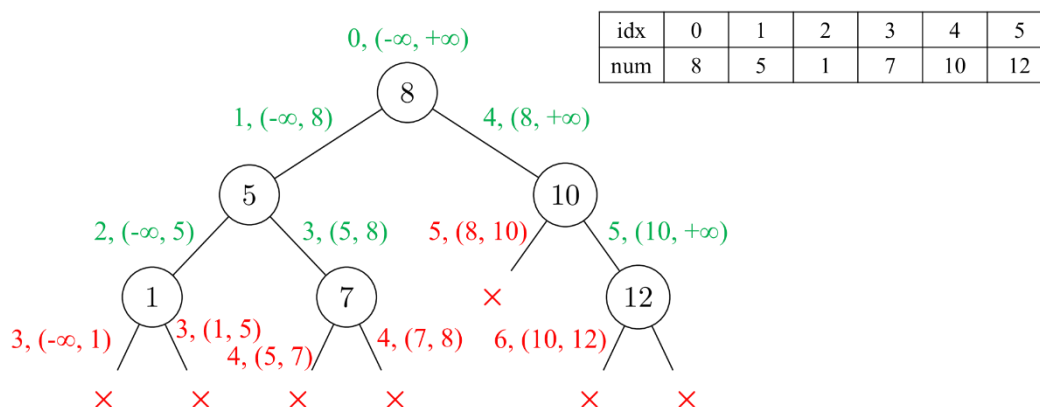 0, (-∞, +∞)
idx 0 1 2 3 4 5
num 8 5 1 7 10 12
8
1, (-∞, 8) 4, (8, +∞)
5 10
2, (-∞, 5) 3, (5, 8) 5, (8, 10) 5, (10, +∞)
1 7 × 12
3, (-∞, 1) 3, (1, 5) 4, (5, 7) 4, (7, 8) 6, (10, 12)
× × × × × ×